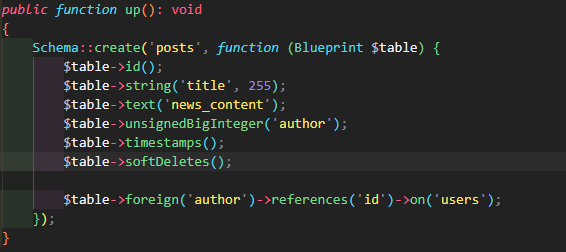 public function up(): void
{
    Schema::create('posts', function (Blueprint $table) {
        $table->id();
        $table->string('title', 255);
        $table->text('news_content');
        $table->unsignedBigInteger('author');
        $table->timestamps();
        $table->softDeletes();

        $table->foreign('author')->references('id')->on('users');
    });
}